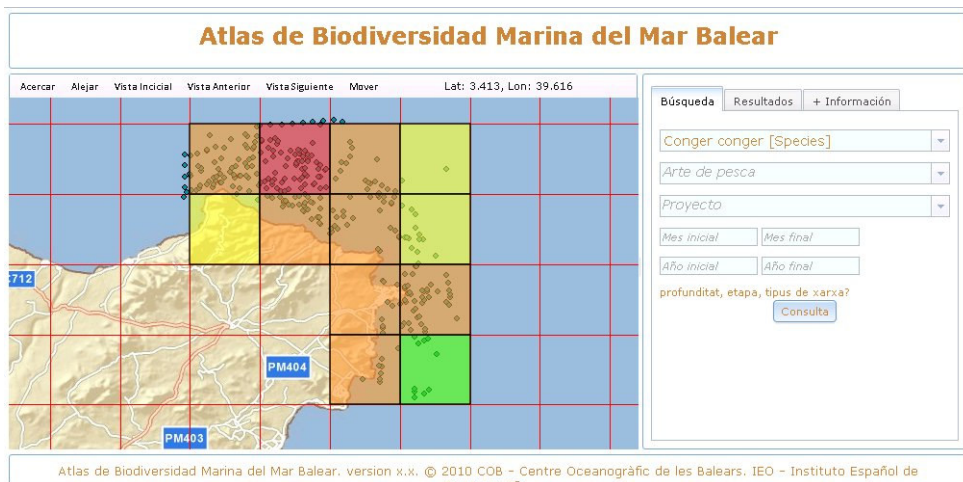 Atlas de Biodiversidad Marina del Mar Balear
Acercar Alejar Vista Incicial Vista Anterior Vista Siguiente Mover Lat: 3.413, Lon: 39.616
Búsqueda Resultados + Información
Conger conger [Species]
Arte de pesca
Proyecto
Mes inicial Mes final
Año inicial Año final
profunditat, etapa, tipus de xarxa?
Consulta
712
PM404
PM403
Atlas de Biodiversidad Marina del Mar Balear. version x.x. © 2010 COB - Centre Oceanogràfic de les Balears. IEO - Instituto Español de